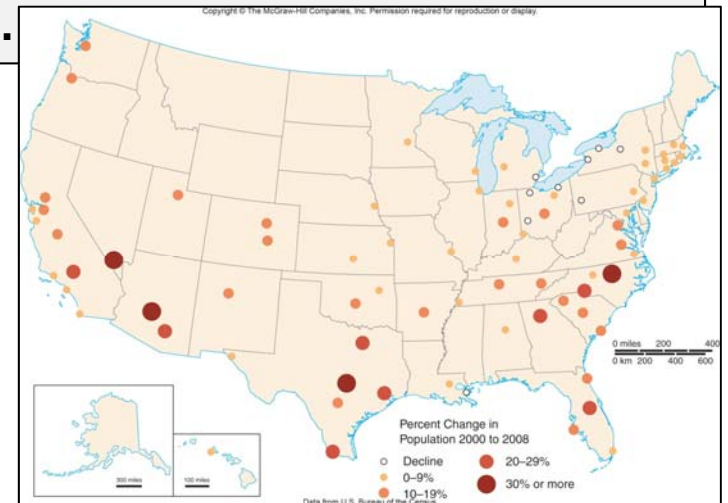 Copyright © The McGraw-Hill Companies, Inc. Permission required for reproduction or display.
.
0 miles 200 400
0 km 200 400 600
300 miles
100 miles
Percent Change in
Population 2000 to 2008
Decline
0–9%
10–19%
20–29%
30% or more
Data from U.S. Bureau of the Census